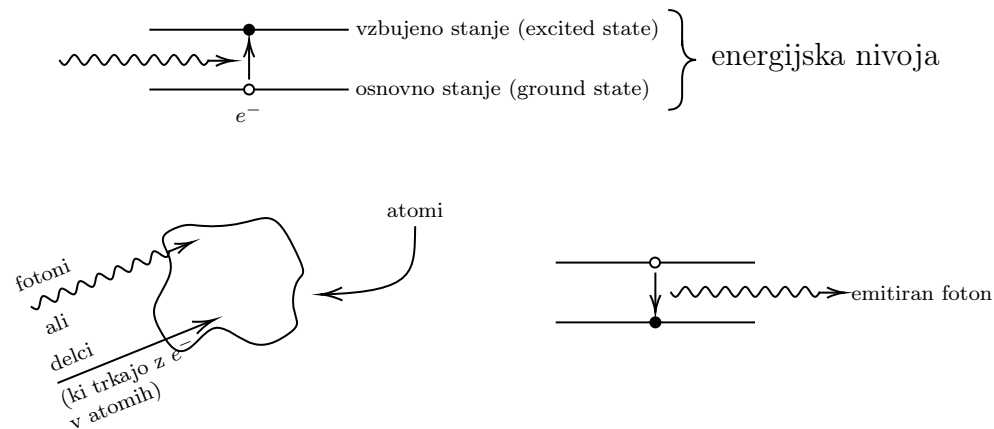 vzbujeno stanje (excited state)
energijska nivoja
osnovno stanje (ground state)
e⁻
atomi
fotoni
ali
delci
(ki trkajo z e⁻
v atomih)
emitiran foton